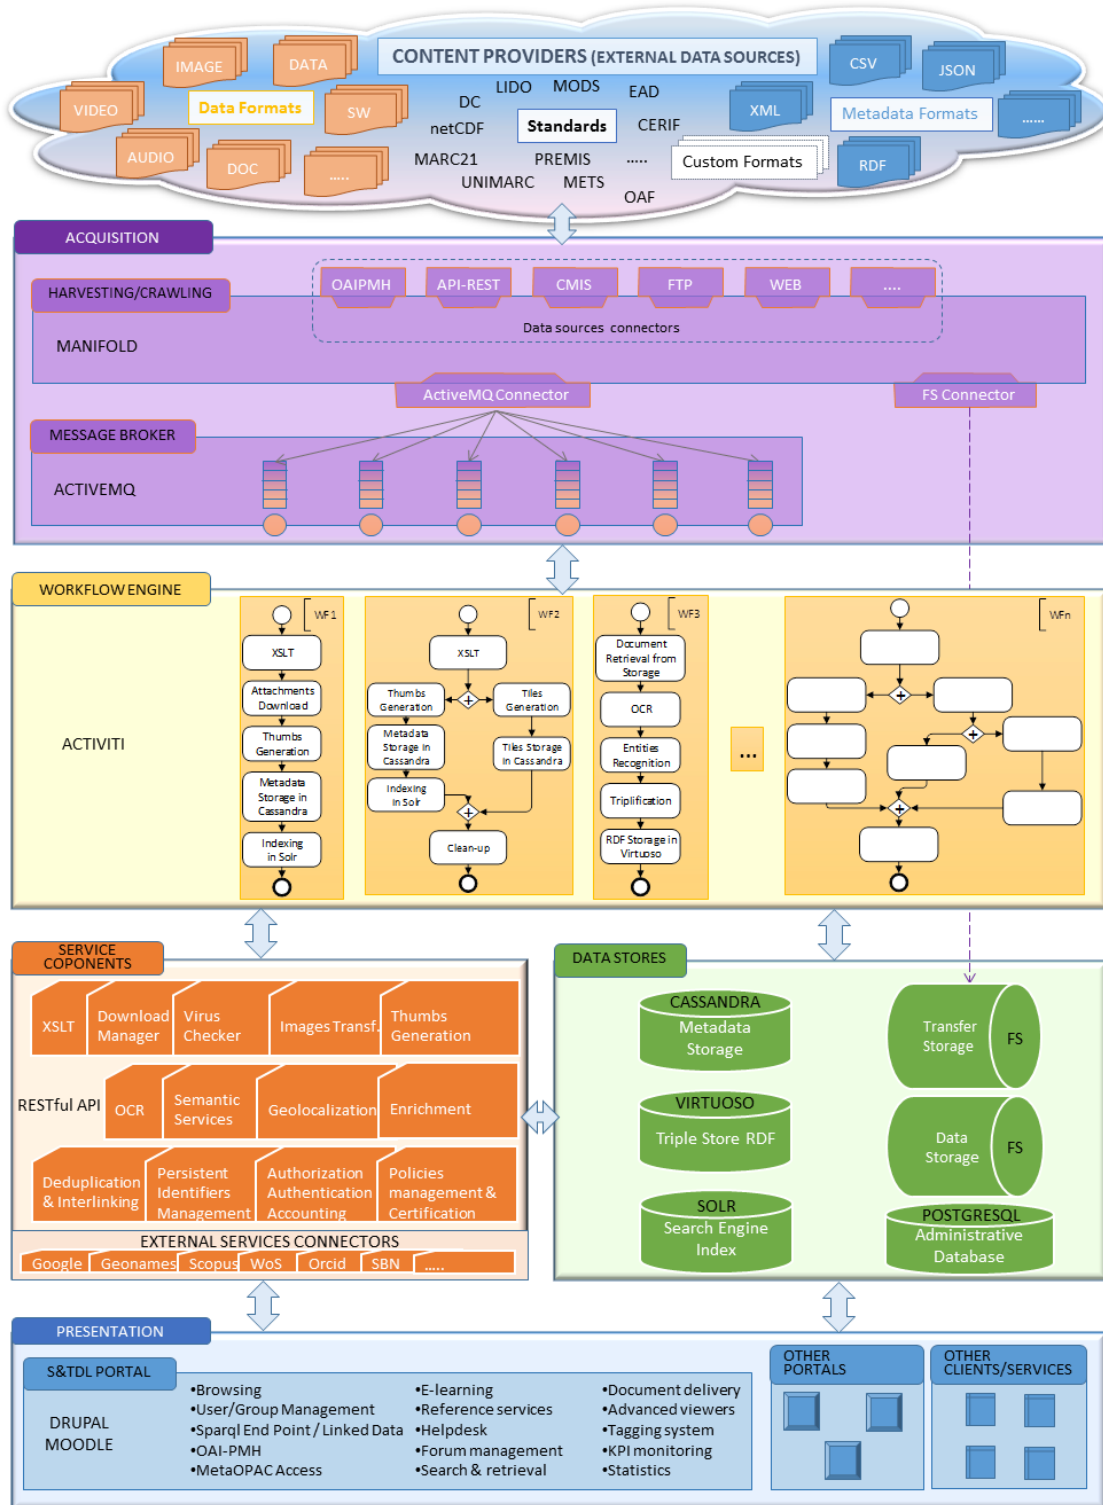 CONTENT PROVIDERS (EXTERNAL DATA SOURCES)
IMAGE
DATA
VIDEO
Data Formats
SW
AUDIO
DOC
.....
LIDO
MODS
EAD
DC
netCDF
Standards
CERIF
MARC21
PREMIS
.....
UNIMARC
METS
OAF
CSV
JSON
XML
Metadata Formats
......
Custom Formats
RDF
ACQUISITION
HARVESTING/CRAWLING
OAIPMH
API-REST
CMIS
FTP
WEB
....
Data sources connectors
MANIFOLD
ActiveMQ Connector
FS Connector
MESSAGE BROKER
ACTIVEMQ
WORKFLOW ENGINE
ACTIVITI
WF1
XSLT
Attachments
Download
Thumbs
Generation
Metadata
Storage in
Cassandra
Indexing
in Solr
WF2
XSLT
Thumbs
Generation
Tiles
Generation
Metadata
Storage in
Cassandra
Tiles Storage
in Cassandra
Indexing
in Solr
Clean-up
WF3
Document
Retrieval from
Storage
OCR
Entities
Recognition
Triplification
RDF Storage in
Virtuoso
...
WFn
SERVICE
COPONENTS
XSLT
Download
Manager
Virus
Checker
Images Transf.
Thumbs
Generation
RESTful API
OCR
Semantic
Services
Geolocalization
Enrichment
Deduplication
& Interlinking
Persistent
Identifiers
Management
Authorization
Authentication
Accounting
Policies
management &
Certification
EXTERNAL SERVICES CONNECTORS
Google
Geonames
Scopus
WoS
Orcid
SBN
.....
DATA STORES
CASSANDRA
Metadata
Storage
Transfer
Storage
FS
VIRTUOSO
Triple Store RDF
Data
Storage
FS
SOLR
Search Engine
Index
POSTGRESQL
Administrative
Database
PRESENTATION
S&TDL PORTAL
DRUPAL
MOODLE
•Browsing
•User/Group Management
•Sparql End Point / Linked Data
•OAI-PMH
•MetaOPAC Access
•E-learning
•Reference services
•Helpdesk
•Forum management
•Search & retrieval
•Document delivery
•Advanced viewers
•Tagging system
•KPI monitoring
•Statistics
OTHER
PORTALS
OTHER
CLIENTS/SERVICES